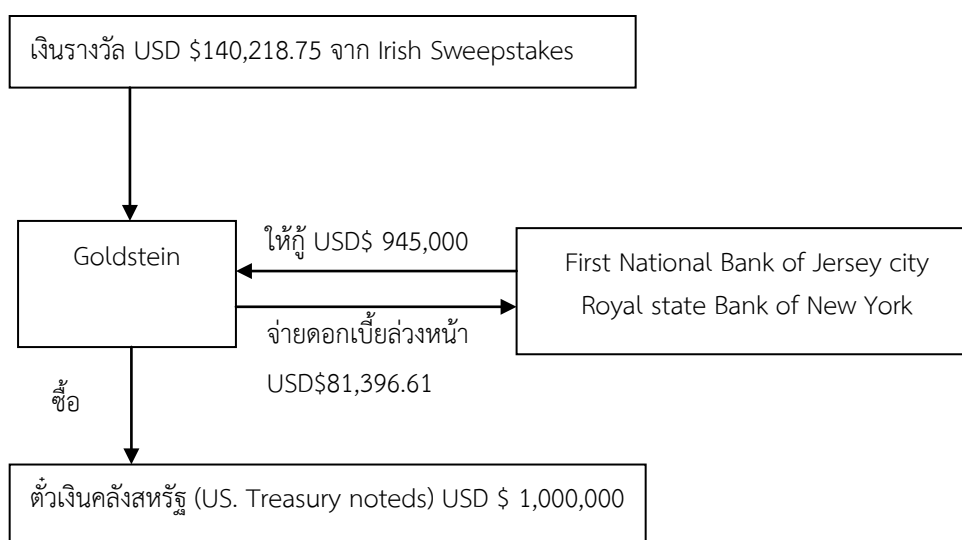 เงินรางวัล USD $140,218.75 จาก Irish Sweepstakes
Goldstein
ให้กู้ USD$ 945,000
First National Bank of Jersey city
Royal state Bank of New York
จ่ายดอกเบี้ยล่วงหน้า
USD$81,396.61
ซื้อ
ตั๋วเงินคลังสหรัฐ (US. Treasury noteds) USD $ 1,000,000